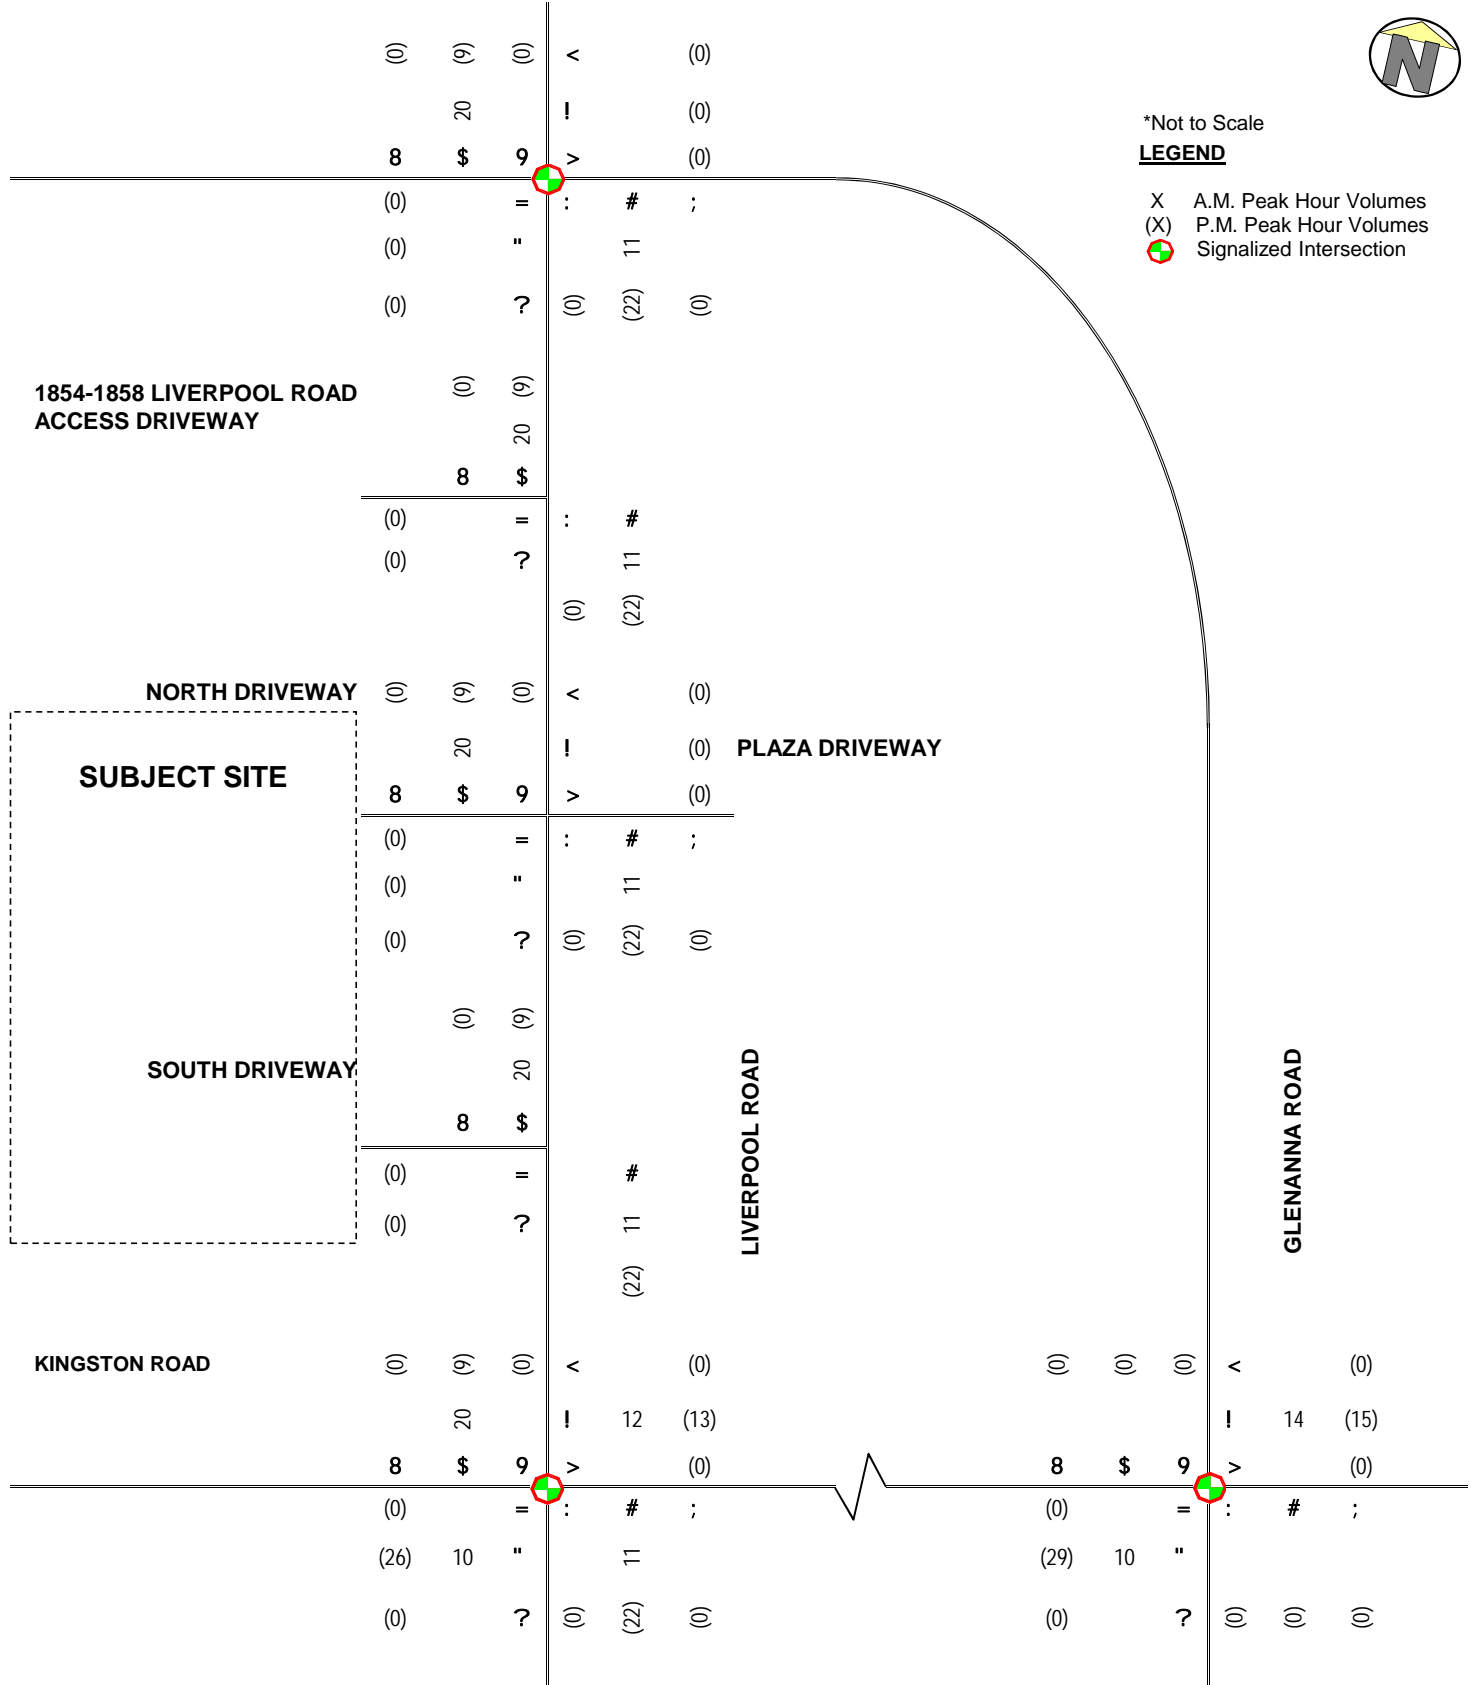 (0) (9) (0) < (0)
20 ! (0)
8 $ 9 > (0)
N
*Not to Scale
LEGEND
X A.M. Peak Hour Volumes
(X) P.M. Peak Hour Volumes
Signalized Intersection
(0) = : # ;
(0) " 11
(0) ? (0) (22) (0)
1854-1858 LIVERPOOL ROAD
ACCESS DRIVEWAY
(0) (9)
20
8 $
(0) = : #
(0) ? 11
(0) (22)
NORTH DRIVEWAY (0) (9) (0) < (0)
20 ! (0) PLAZA DRIVEWAY
SUBJECT SITE
8 $ 9 > (0)
(0) = : # ;
(0) " 11
(0) ? (0) (22) (0)
(0) (9)
SOUTH DRIVEWAY 20
8 $
(0) = #
(0) ? 11
(22)
LIVERPOOL ROAD
GLENANNA ROAD
KINGSTON ROAD (0) (9) (0) < (0)
20 ! 12 (13)
8 $ 9 > (0)
(0) = : # ;
(26) 10 " 11
(0) ? (0) (22) (0)
(0) (0) (0) < (0)
! 14 (15)
8 $ 9 > (0)
(0) = : # ;
(29) 10 "
(0) ? (0) (0) (0)